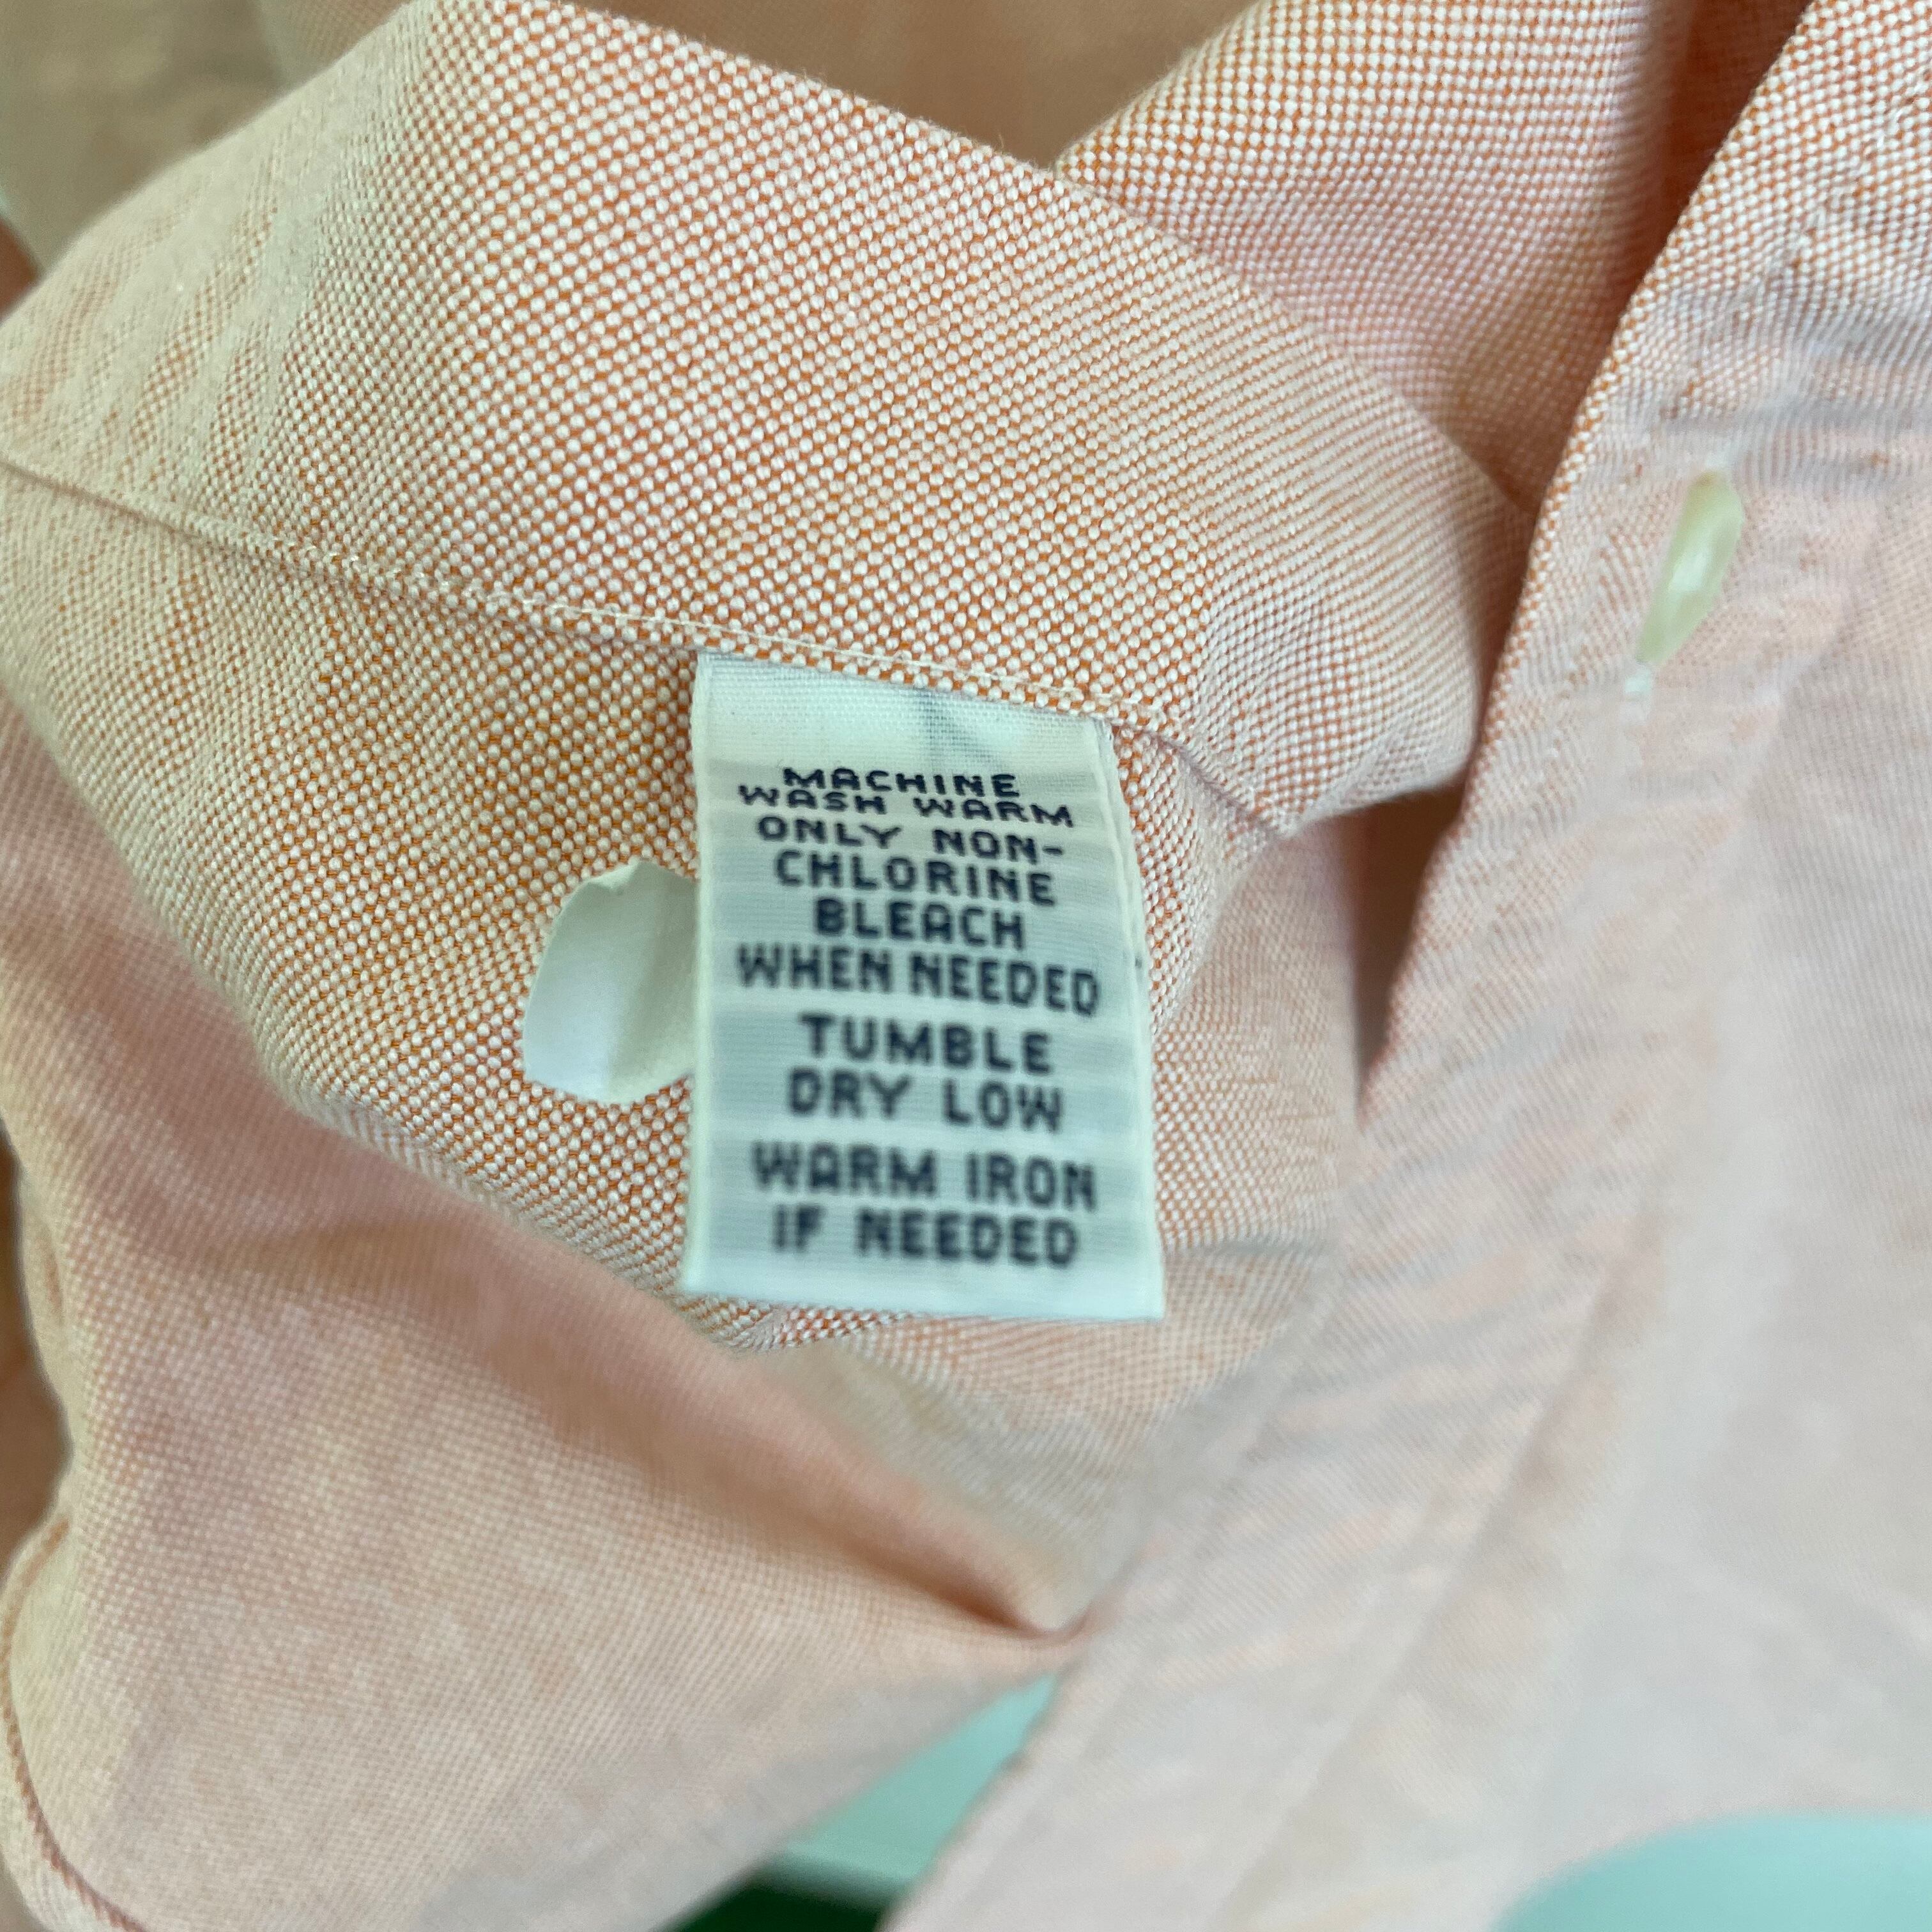 MACHINE
WASH WARM
ONLY NON-
CHLORINE
BLEACH
WHEN NEEDED
TUMBLE
DRY LOW
WARM IRON
IF NEEDED